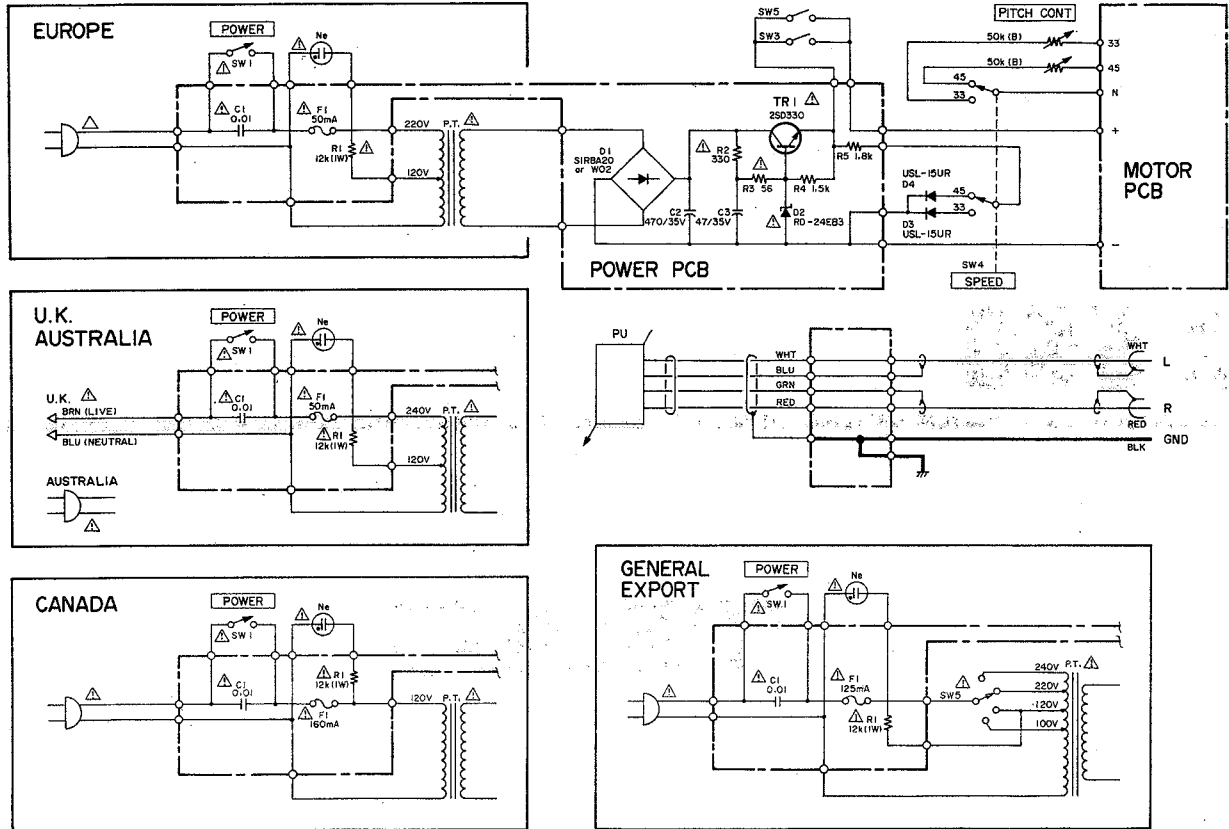 EUROPE
POWER
SW1
Ne
C1
0.01
F1
50mA
R1
12k(1W)
220V
120V
P.T.
SW5
SW3
TR1
2SD330
D1
SIRBA20
or W02
R2
330
R3 56
R4 1.5k
R5 1.8k
C2
470/35V
C3
47/35V
D2
RD-24EB3
POWER PCB
PITCH CONT
50k (B)
50k (B)
45
33
33
45
N
+
-
MOTOR
PCB
USL-15UR
D4
45
33
D3
USL-15UR
SW4
SPEED
U.K.
AUSTRALIA
POWER
SW1
Ne
U.K.
BRN (LIVE)
BLU (NEUTRAL)
AUSTRALIA
C1
0.01
F1
50mA
R1
12k(1W)
240V
120V
P.T.
PU
WHT
BLU
GRN
RED
WHT
L
R
RED
GND
BLK
CANADA
POWER
SW.1
Ne
C1
0.01
R1
12k(1W)
F1
160mA
120V
P.T.
GENERAL
EXPORT
POWER
SW.1
Ne
C1
0.01
F1
125mA
R1
12k(1W)
SW5
240V
220V
120V
100V
P.T.